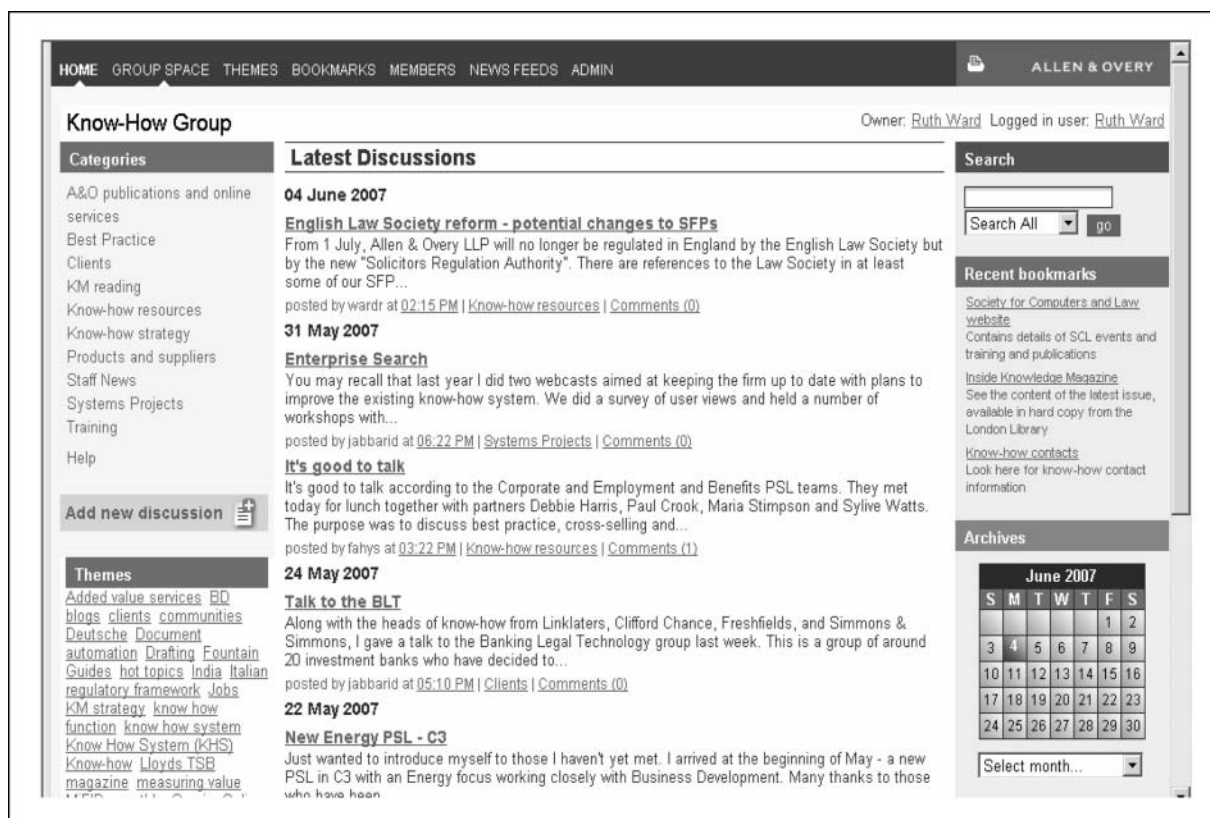 HOME GROUP SPACE THEMES BOOKMARKS MEMBERS NEWS FEEDS ADMIN
ALLEN & OVERY
Know-How Group
Owner: Ruth Ward Logged in user: Ruth Ward
Categories
A&O publications and online
services
Best Practice
Clients
KM reading
Know-how resources
Know-how strategy
Products and suppliers
Staff News
Systems Projects
Training
Help
Add new discussion
Themes
Added value services BD
blogs clients communities
Deutsche Document
automation Drafting Fountain
Guides hot topics India Italian
regulatory framework Jobs
KM strategy know how
function know how system
Know How System (KHS)
Know-how Lloyds TSB
magazine measuring value
Latest Discussions
04 June 2007
English Law Society reform - potential changes to SFPs
From 1 July, Allen & Overy LLP will no longer be regulated in England by the English Law Society but
by the new "Solicitors Regulation Authority". There are references to the Law Society in at least
some of our SFP...
posted by wardr at 02:15 PM | Know-how resources | Comments (0)
31 May 2007
Enterprise Search
You may recall that last year I did two webcasts aimed at keeping the firm up to date with plans to
improve the existing know-how system. We did a survey of user views and held a number of
workshops with...
posted by jabbarid at 06:22 PM | Systems Projects | Comments (0)
It's good to talk
It's good to talk according to the Corporate and Employment and Benefits PSL teams. They met
today for lunch together with partners Debbie Harris, Paul Crook, Maria Stimpson and Sylive Watts.
The purpose was to discuss best practice, cross-selling and...
posted by fahys at 03:22 PM | Know-how resources | Comments (1)
24 May 2007
Talk to the BLT
Along with the heads of know-how from Linklaters, Clifford Chance, Freshfields, and Simmons &
Simmons, I gave a talk to the Banking Legal Technology group last week. This is a group of around
20 investment banks who have decided to...
posted by jabbarid at 05:10 PM | Clients | Comments (0)
22 May 2007
New Energy PSL - C3
Just wanted to introduce myself to those I haven't yet met. I arrived at the beginning of May - a new
PSL in C3 with an Energy focus working closely with Business Development. Many thanks to those
who have been
Search
Search All go
Recent bookmarks
Society for Computers and Law
website
Contains details of SCL events and
training and publications
Inside Knowledge Magazine
See the content of the latest issue,
available in hard copy from the
London Library
Know-how contacts
Look here for know-how contact
information
Archives
June 2007
S M T W T F S
1 2
3 4 5 6 7 8 9
10 11 12 13 14 15 16
17 18 19 20 21 22 23
24 25 26 27 28 29 30
Select month...